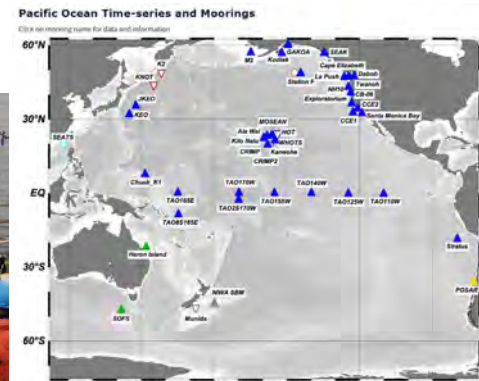 Pacific Ocean Time-series and Moorings
Click on mooring name for data and information
60°N
M2
GAKOA
Kodiak
SEAK
K2
KNOT
Station P
Cape Elizabeth
La Push
Dabob
Twanoh
NH10
CB-06
Exploratorium
CCE2
CCE1
Santa Monica Bay
JKEO
KEO
30°N
SEATS
MOSEAN
Ala Wai
HOT
Kilo Nalu
WHOTS
CRIMP
Kaneohe
CRIMP2
Chuuk_K1
EQ
TAO165E
TAO170W
TAO155W
TAO140W
TAO125W
TAO110W
TAO2S170W
TAO8S165E
Stratus
Heron Island
30°S
NIWA SBM
POSAR
SOFS
Munida
60°S